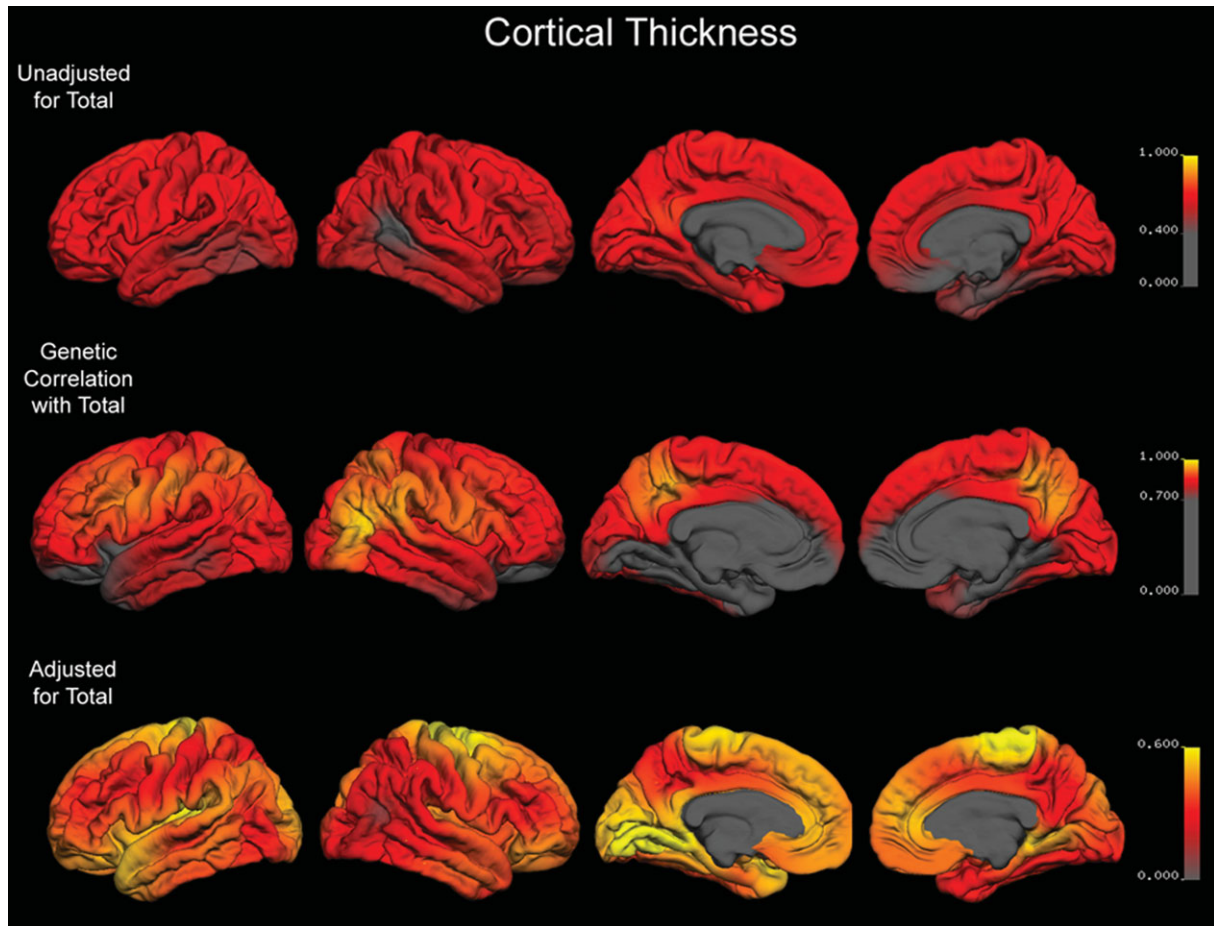 Cortical Thickness
Unadjusted
for Total
1.000
0.400
0.000
Genetic
Correlation
with Total
1.000
0.700
0.000
Adjusted
for Total
0.600
0.000